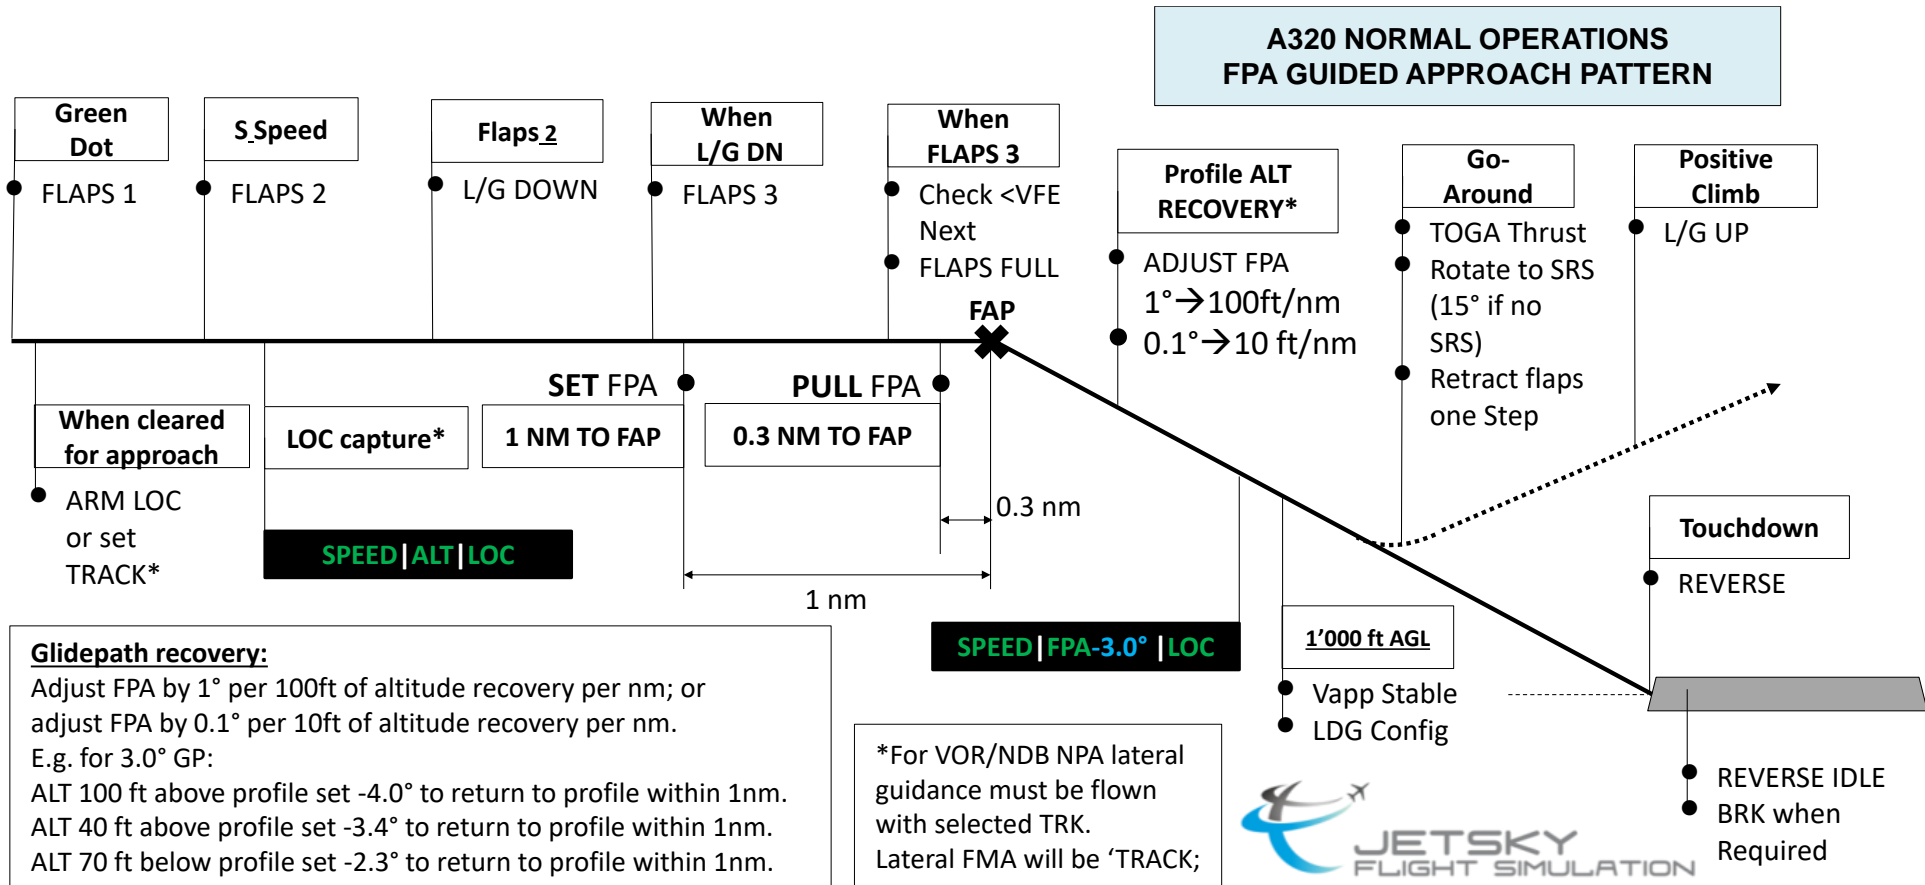 A320 NORMAL OPERATIONS
FPA GUIDED APPROACH PATTERN
Green
Dot
FLAPS 1
S Speed
FLAPS 2
Flaps 2
L/G DOWN
When
L/G DN
FLAPS 3
When
FLAPS 3
Check <VFE
Next
FLAPS FULL
FAP
Profile ALT
RECOVERY*
ADJUST FPA
1°→100ft/nm
0.1°→10 ft/nm
Go-
Around
TOGA Thrust
Rotate to SRS
(15° if no
SRS)
Retract flaps
one Step
Positive
Climb
L/G UP
When cleared
for approach
ARM LOC
or set
TRACK*
LOC capture*
SPEED|ALT|LOC
SET FPA
1 NM TO FAP
PULL FPA
0.3 NM TO FAP
0.3 nm
1 nm
SPEED|FPA-3.0° |LOC
1’000 ft AGL
Vapp Stable
LDG Config
Touchdown
REVERSE
REVERSE IDLE
BRK when
Required
Glidepath recovery:
Adjust FPA by 1° per 100ft of altitude recovery per nm; or
adjust FPA by 0.1° per 10ft of altitude recovery per nm.
E.g. for 3.0° GP:
ALT 100 ft above profile set -4.0° to return to profile within 1nm.
ALT 40 ft above profile set -3.4° to return to profile within 1nm.
ALT 70 ft below profile set -2.3° to return to profile within 1nm.
*For VOR/NDB NPA lateral
guidance must be flown
with selected TRK.
Lateral FMA will be ‘TRACK;
JETSKY
FLIGHT SIMULATION